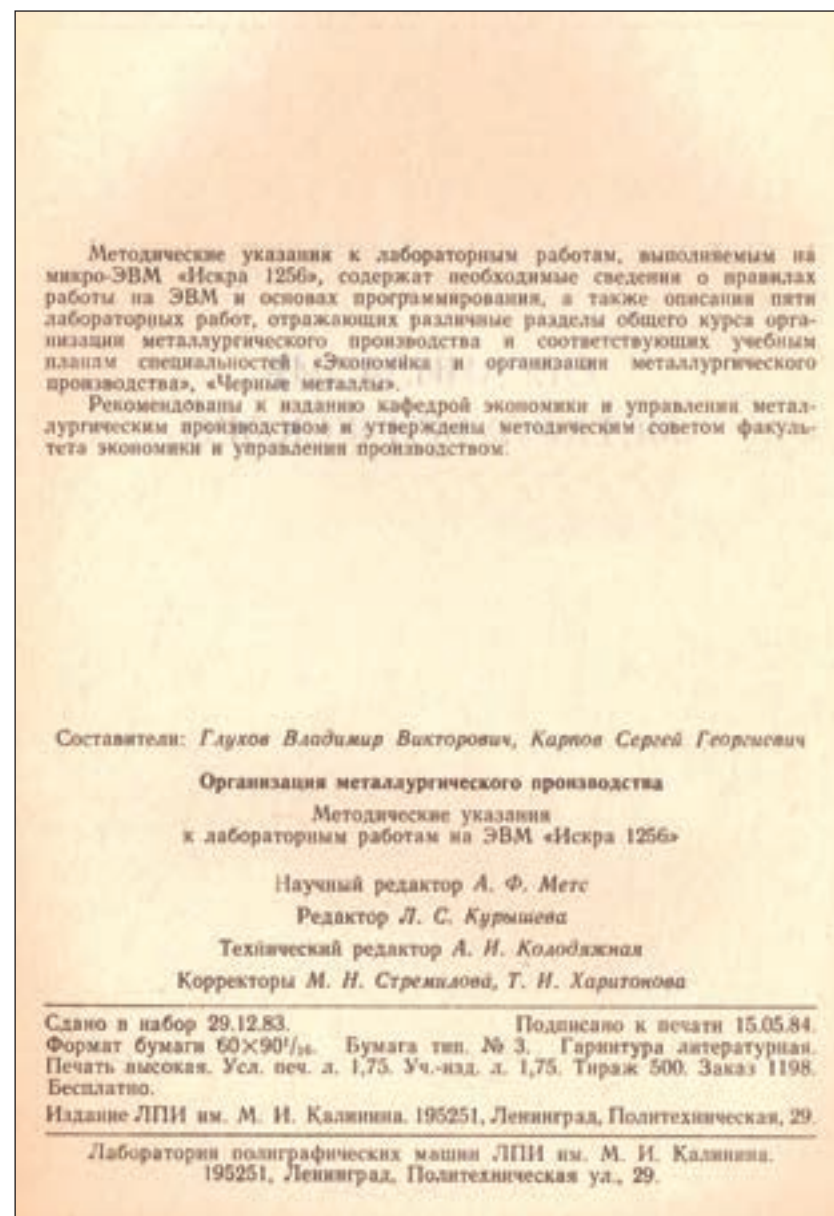 Методические указания к лабораторным работам, выполняемым на
микро-ЭВМ «Искра 1256», содержат необходимые сведения о правилах
работы на ЭВМ и основах программирования, а также описания пяти
лабораторных работ, отражающих различные разделы общего курса орга-
низации металлургического производства и соответствующих учебным
планам специальностей «Экономика и организация металлургического
производства», «Черные металлы».
Рекомендованы к изданию кафедрой экономики и управления метал-
лургическим производством и утверждены методическим советом факуль-
тета экономики и управления производством.
Составители: Глухов Владимир Викторович, Карпов Сергей Георгиевич
Организация металлургического производства
Методические указания
к лабораторным работам на ЭВМ «Искра 1256»
Научный редактор А. Ф. Метс
Редактор Л. С. Курышева
Технический редактор А. И. Колодяжная
Корректоры М. Н. Стремилова, Т. И. Харитонова
Сдано в набор 29.12.83. Подписано к печати 15.05.84.
Формат бумаги 60×90¹/₁₆. Бумага тип. № 3. Гарнитура литературная.
Печать высокая. Усл. печ. л. 1,75. Уч.-изд. л. 1,75. Тираж 500. Заказ 1198.
Бесплатно.
Издание ЛПИ им. М. И. Калинина. 195251, Ленинград, Политехническая, 29.
Лаборатория полиграфических машин ЛПИ им. М. И. Калинина.
195251, Ленинград, Политехническая ул., 29.